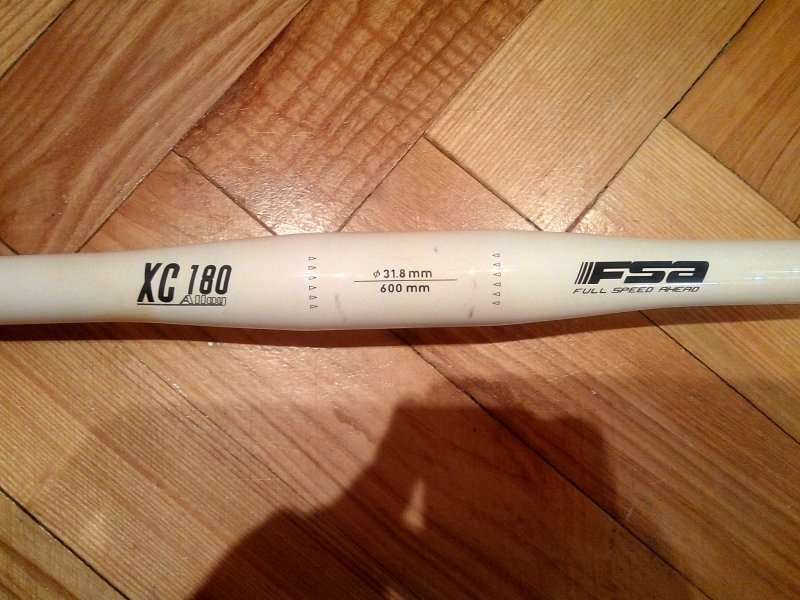 XC 180
Alloy
ϕ 31.8 mm
600 mm
FSA
FULL SPEED AHEAD